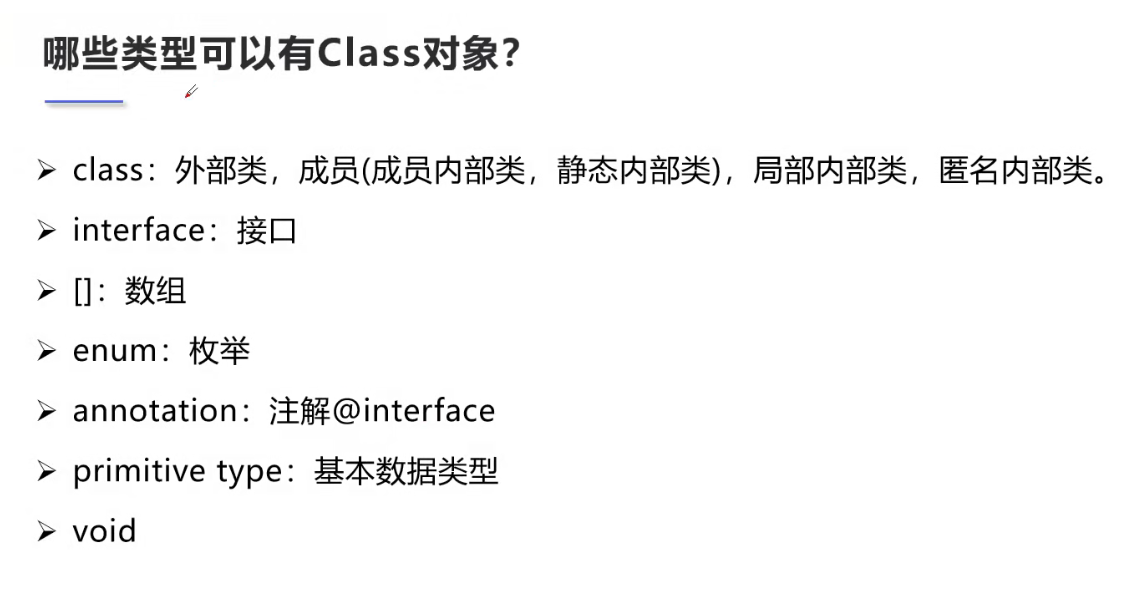 哪些类型可以有Class对象？
class：外部类，成员(成员内部类，静态内部类)，局部内部类，匿名内部类。
interface：接口
[]：数组
enum：枚举
annotation：注解@interface
primitive type：基本数据类型
void